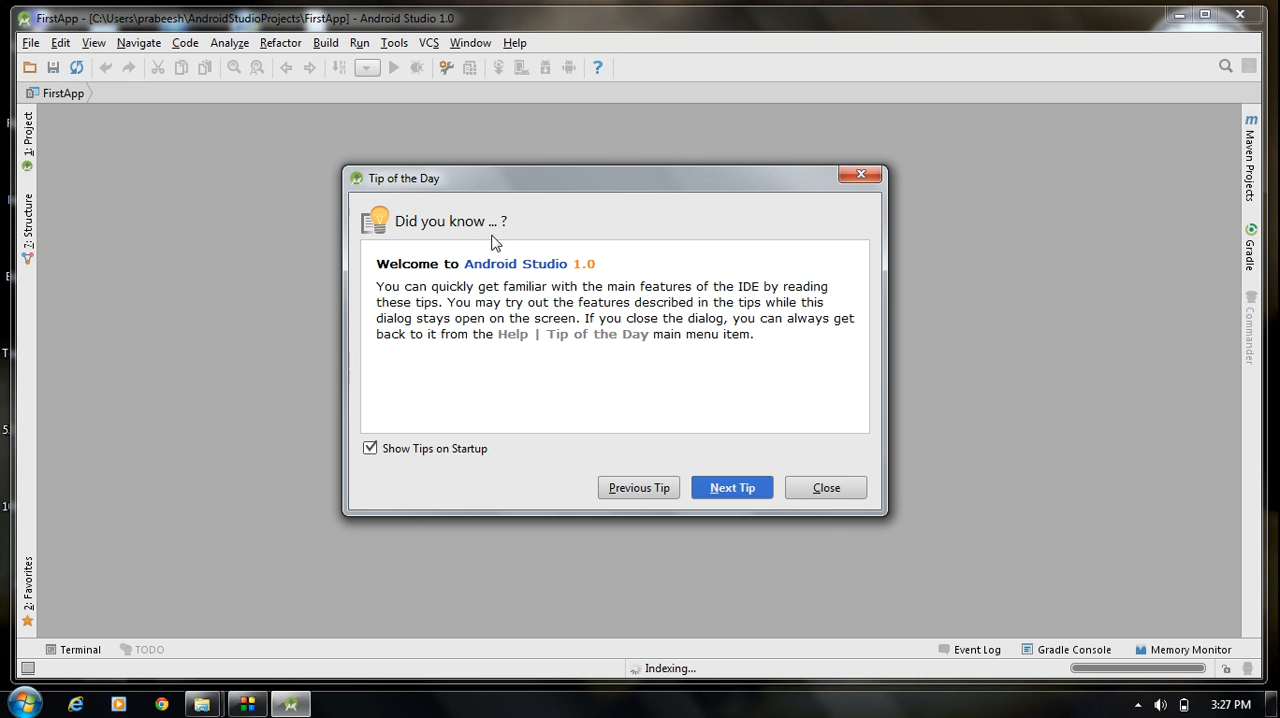 FirstApp - [C:\Users\prabeesh\AndroidStudioProjects\FirstApp] - Android Studio 1.0
File Edit View Navigate Code Analyze Refactor Build Run Tools VCS Window Help
FirstApp
1: Project
7: Structure
2: Favorites
Tip of the Day
Did you know ... ?
Welcome to Android Studio 1.0
You can quickly get familiar with the main features of the IDE by reading
these tips. You may try out the features described in the tips while this
dialog stays open on the screen. If you close the dialog, you can always get
back to it from the Help | Tip of the Day main menu item.
Show Tips on Startup
Previous Tip Next Tip Close
m
Maven Projects
Gradle
Commander
Terminal TODO Event Log Gradle Console Memory Monitor
Indexing...
3:27 PM